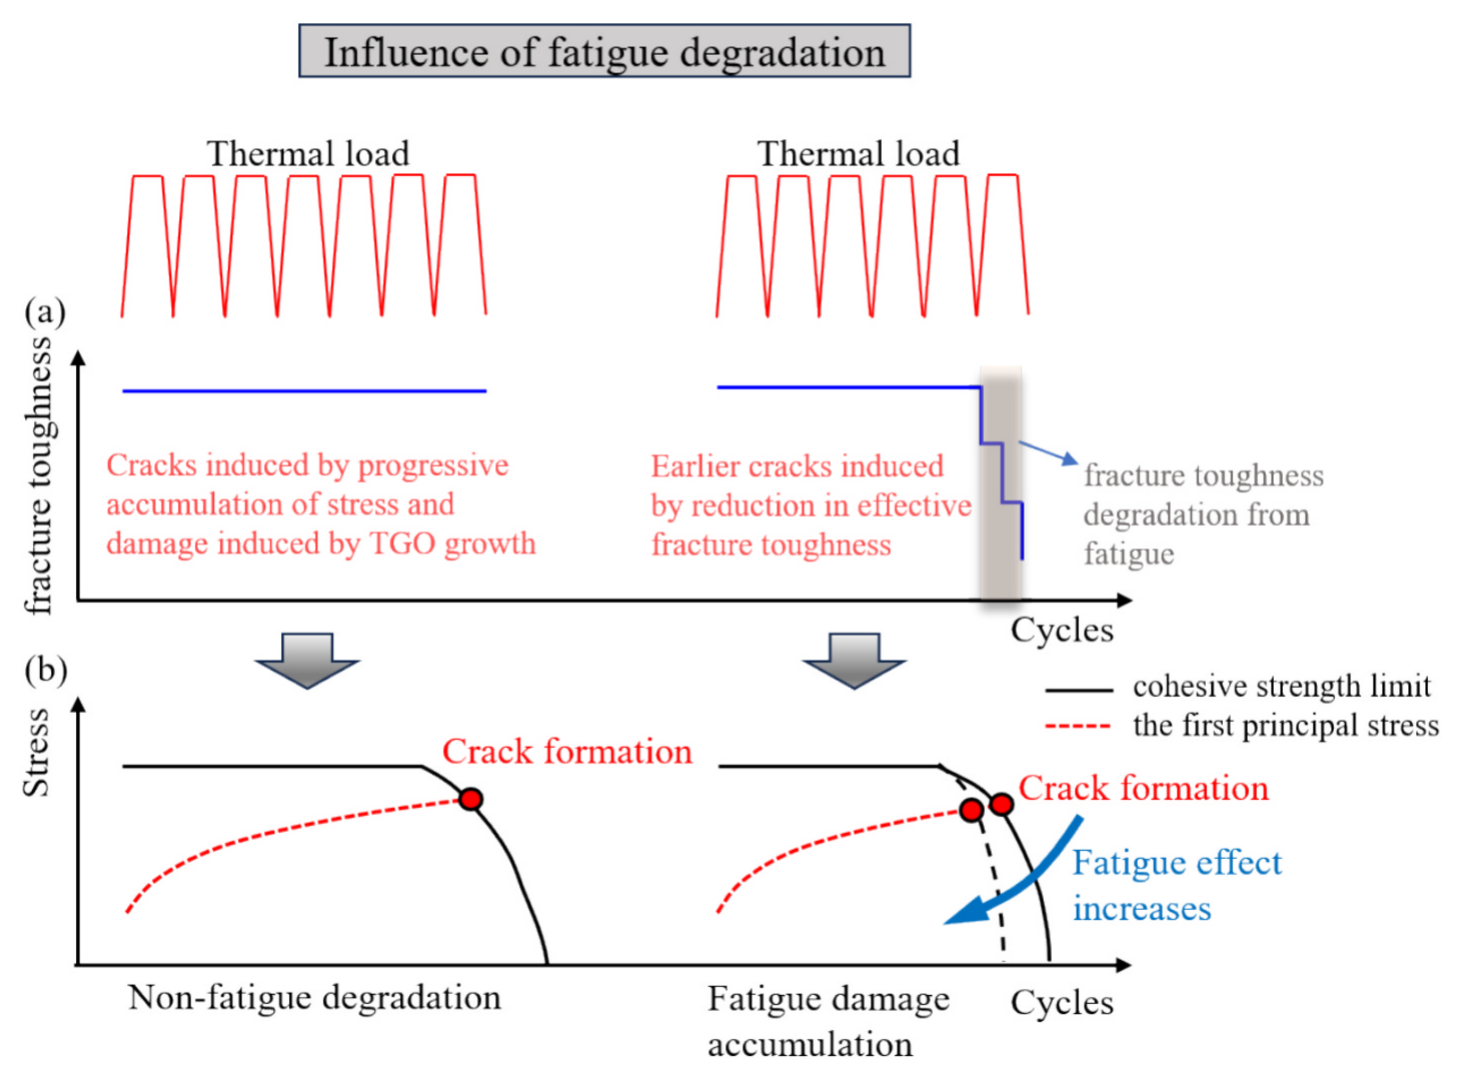 Influence of fatigue degradation
Thermal load
Thermal load
(a)
fracture toughness
Cracks induced by progressive
accumulation of stress and
damage induced by TGO growth
Earlier cracks induced
by reduction in effective
fracture toughness
fracture toughness
degradation from
fatigue
Cycles
(b)
Stress
cohesive strength limit
the first principal stress
Crack formation
Crack formation
Fatigue effect
increases
Non-fatigue degradation
Fatigue damage
accumulation
Cycles